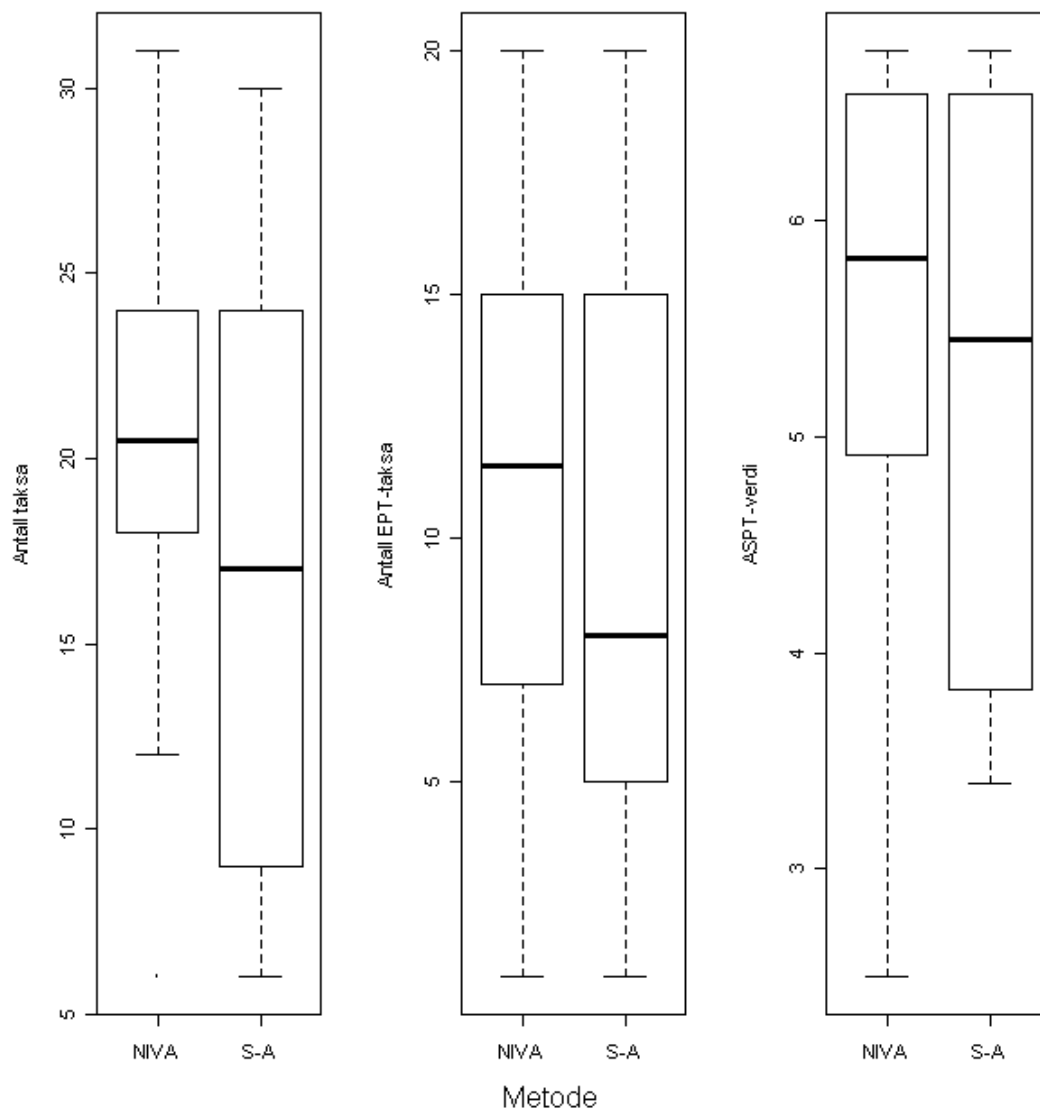 Antall taksa
30
25
20
15
10
5
NIVA
S-A
Antall EPT-taksa
20
15
10
5
NIVA
S-A
ASPT-verdi
6
5
4
3
NIVA
S-A
Metode